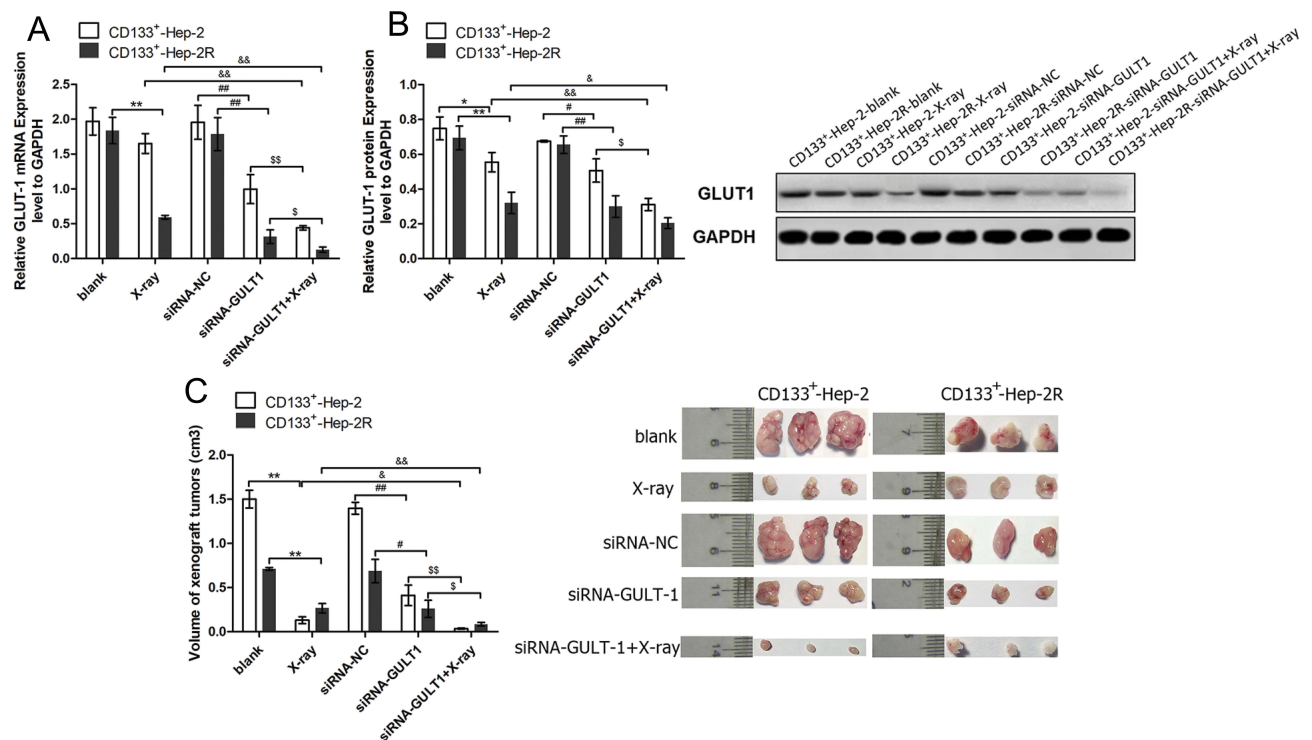 A
CD133+-Hep-2
CD133+-Hep-2R
Relative GLUT-1 mRNA Expression
level to GAPDH
2.5
2.0
1.5
1.0
0.5
0.0
**
&&
&&
##
##
$$
$
blank
X-ray
siRNA-NC
siRNA-GULT1
siRNA-GULT1+X-ray
B
CD133+-Hep-2
CD133+-Hep-2R
Relative GLUT-1 protein Expression
level to GAPDH
1.0
0.8
0.6
0.4
0.2
0.0
*
**
&
&&
#
##
$
blank
X-ray
siRNA-NC
siRNA-GULT1
siRNA-GULT1+X-ray
CD133+-Hep-2-blank
CD133+-Hep-2R-blank
CD133+-Hep-2-X-ray
CD133+-Hep-2R-X-ray
CD133+-Hep-2-siRNA-NC
CD133+-Hep-2R-siRNA-NC
CD133+-Hep-2-siRNA-GULT1
CD133+-Hep-2R-siRNA-GULT1
CD133+-Hep-2-siRNA-GULT1+X-ray
CD133+-Hep-2R-siRNA-GULT1+X-ray
GLUT1
GAPDH
C
CD133+-Hep-2
CD133+-Hep-2R
Volume of xenograft tumors (cm3)
2.0
1.5
1.0
0.5
0.0
**
**
&&
&
##
#
$$
$
blank
X-ray
siRNA-NC
siRNA-GULT1
siRNA-GULT1+X-ray
CD133+-Hep-2
CD133+-Hep-2R
blank
X-ray
siRNA-NC
siRNA-GULT-1
siRNA-GULT-1+X-ray